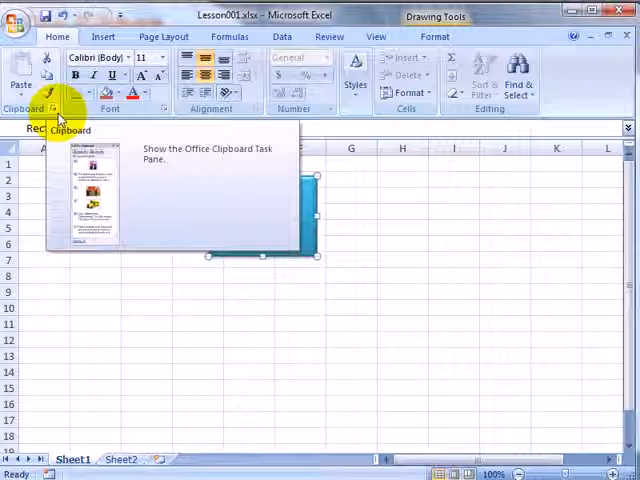 Lesson001.xlsx - Microsoft Excel
Drawing Tools
Home Insert Page Layout Formulas Data Review View Format
Calibri (Body) 11
General
Insert
Delete
Format
Paste
B I U A A
$ % ,
Styles
Sort & Find &
Clipboard Font Alignment Number Cells Editing
Rec
Clipboard
Show the Office Clipboard Task
Pane.
G H I J K L
1
2
3
4
5
6
7
8
9
10
11
12
13
14
15
16
17
18
Sheet1 Sheet2
Ready 100%